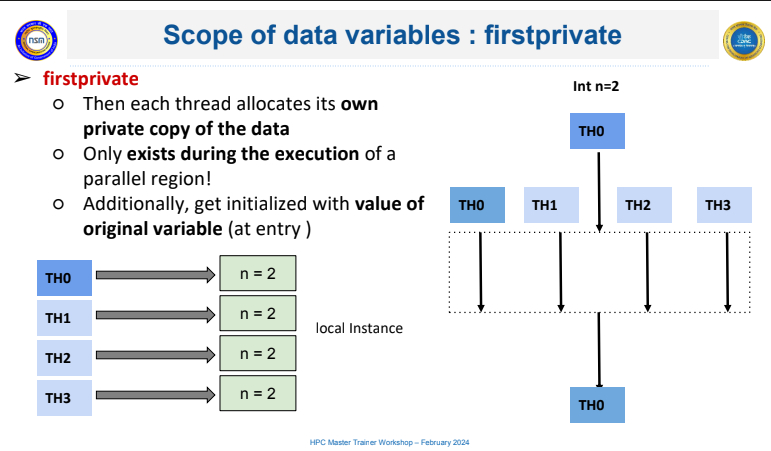 Scope of data variables : firstprivate
nsm
➢ firstprivate
○ Then each thread allocates its own
private copy of the data
○ Only exists during the execution of a
parallel region!
○ Additionally, get initialized with value of
original variable (at entry )
TH0 n = 2
TH1 n = 2
TH2 n = 2
TH3 n = 2
local Instance
Int n=2
TH0
TH0 TH1 TH2 TH3
TH0
HPC Master Trainer Workshop – February 2024